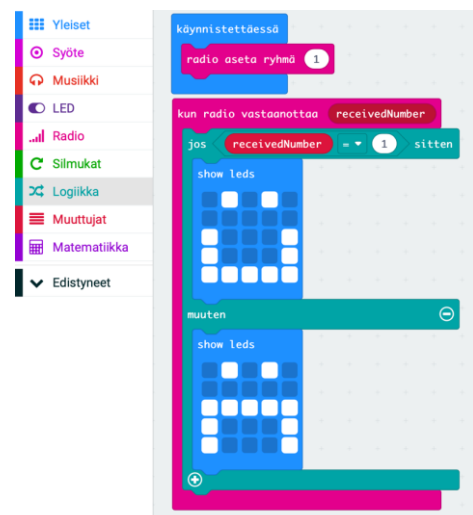 Yleiset
Syöte
Musiikki
LED
Radio
Silmukat
Logiikka
Muuttujat
Matematiikka
Edistyneet
käynnistettäessä
radio aseta ryhmä 1
kun radio vastaanottaa receivedNumber
jos receivedNumber = 1 sitten
show leds
muuten
show leds